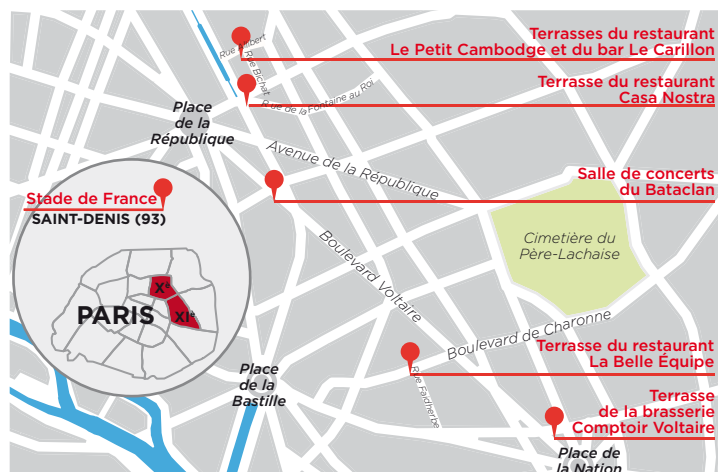 Terrasses du restaurant
Le Petit Cambodge et du bar Le Carillon
Rue Alibert
Rue Bichat
Terrasse du restaurant
Casa Nostra
Rue de la Fontaine au Roi
Place
de la
République
Avenue de la République
Salle de concerts
du Bataclan
Stade de France
SAINT-DENIS (93)
Cimetière du
Père-Lachaise
Boulevard Voltaire
Xe
PARIS
XIe
Boulevard de Charonne
Terrasse du restaurant
La Belle Équipe
Place
de la
Bastille
Rue Faidherbe
Terrasse
de la brasserie
Comptoir Voltaire
Place de
la Nation